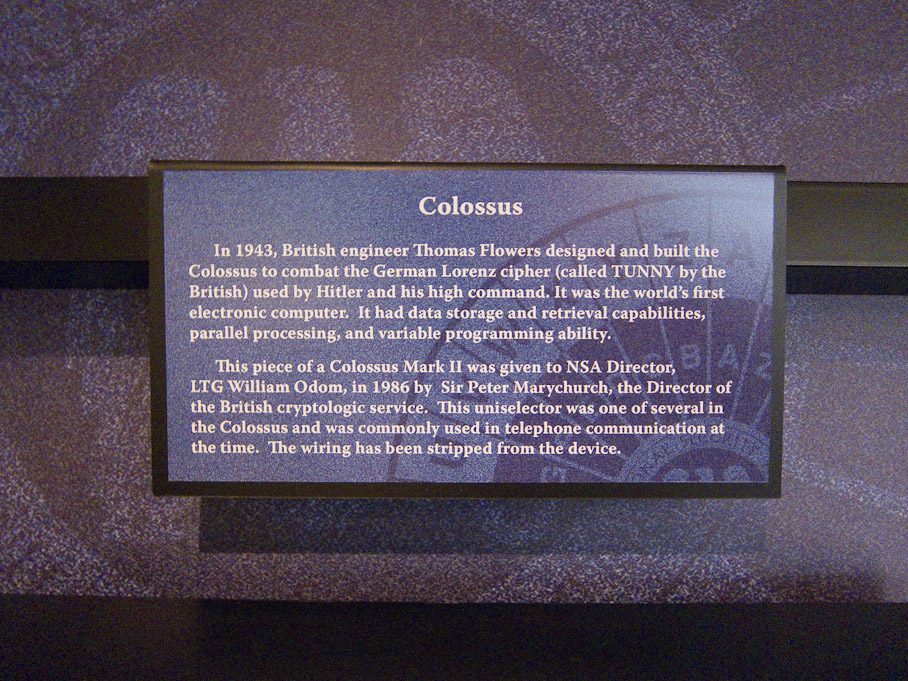 Colossus
In 1943, British engineer Thomas Flowers designed and built the
Colossus to combat the German Lorenz cipher (called TUNNY by the
British) used by Hitler and his high command. It was the world's first
electronic computer. It had data storage and retrieval capabilities,
parallel processing, and variable programming ability.
This piece of a Colossus Mark II was given to NSA Director,
LTG William Odom, in 1986 by Sir Peter Marychurch, the Director of
the British cryptologic service. This uniselector was one of several in
the Colossus and was commonly used in telephone communication at
the time. The wiring has been stripped from the device.